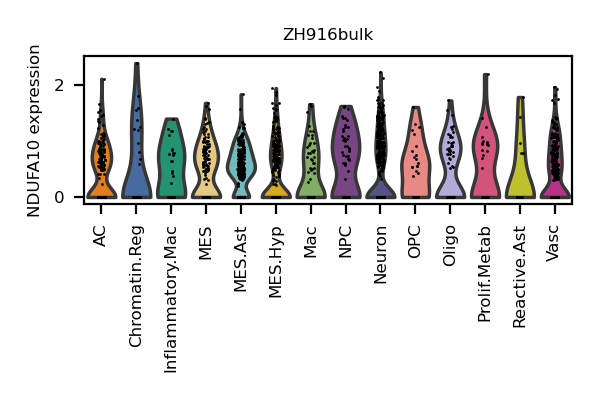 ZH916bulk
NDUFA10 expression
2
0
AC
Chromatin.Reg
Inflammatory.Mac
MES
MES.Ast
MES.Hyp
Mac
NPC
Neuron
OPC
Oligo
Prolif.Metab
Reactive.Ast
Vasc